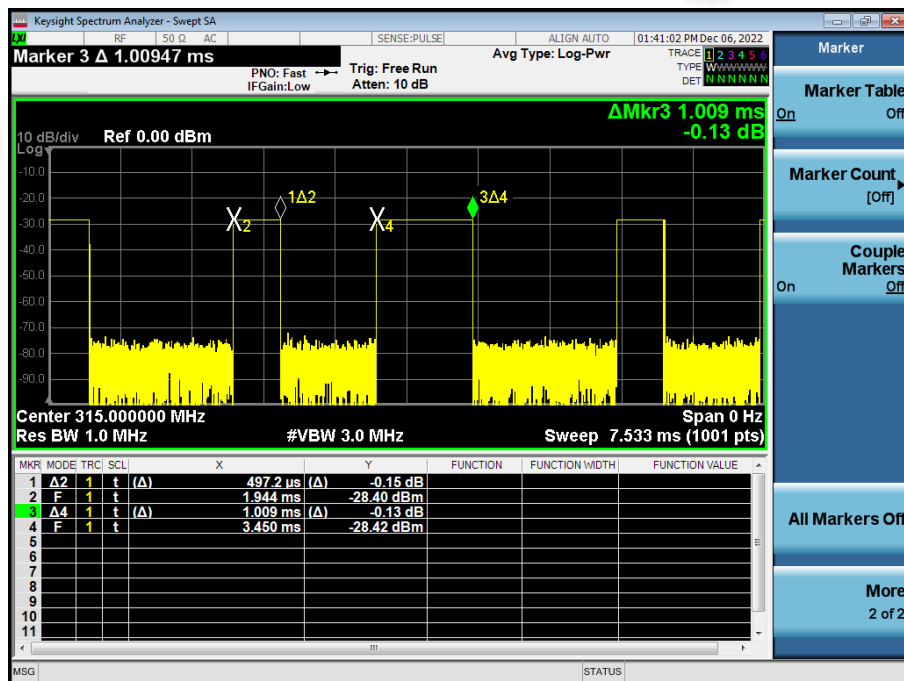 Keysight Spectrum Analyzer - Swept SA
LXI RF 50 Ω AC SENSE:PULSE ALIGN AUTO 01:41:02 PM Dec 06, 2022
Marker 3 Δ 1.00947 ms
PNO: Fast
IFGain:Low
Trig: Free Run
Atten: 10 dB
Avg Type: Log-Pwr
TRACE 1 2 3 4 5 6
TYPE W W W W W W
DET N N N N N N
ΔMkr3 1.009 ms
-0.13 dB
10 dB/div Ref 0.00 dBm
Log
-10.0
-20.0
-30.0
-40.0
-50.0
-60.0
-70.0
-80.0
-90.0
X2
1Δ2
X4
3Δ4
Center 315.000000 MHz Span 0 Hz
Res BW 1.0 MHz #VBW 3.0 MHz Sweep 7.533 ms (1001 pts)
MKR MODE TRC SCL X Y FUNCTION FUNCTION WIDTH FUNCTION VALUE
1 Δ2 1 t (Δ) 497.2 µs (Δ) -0.15 dB
2 F 1 t 1.944 ms -28.40 dBm
3 Δ4 1 t (Δ) 1.009 ms (Δ) -0.13 dB
4 F 1 t 3.450 ms -28.42 dBm
5
6
7
8
9
10
11
MSG STATUS
Marker
Marker Table
On Off
Marker Count
[Off]
Couple
Markers
On Off
All Markers Off
More
2 of 2